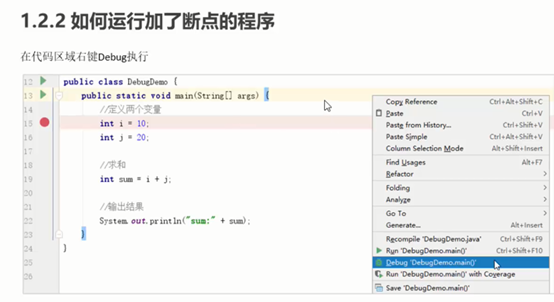 1.2.2 如何运行加了断点的程序
在代码区域右键Debug执行
12 public class DebugDemo {
13 public static void main(String[] args) {
14 //定义两个变量
15 int i = 10;
16 int j = 20;
17
18 //求和
19 int sum = i + j;
20
21 //输出结果
22 System.out.println("sum:" + sum);
23 }
24 }
25
26
Copy Reference Ctrl+Alt+Shift+C
Paste Ctrl+V
Paste from History... Ctrl+Shift+V
Paste Simple Ctrl+Alt+Shift+V
Column Selection Mode Alt+Shift+Insert
Find Usages Alt+F7
Refactor
Folding
Analyze
Go To
Generate... Alt+Insert
Recompile 'DebugDemo.java' Ctrl+Shift+F9
Run 'DebugDemo.main()' Ctrl+Shift+F10
Debug 'DebugDemo.main()'
Run 'DebugDemo.main()' with Coverage
Save 'DebugDemo.main()'